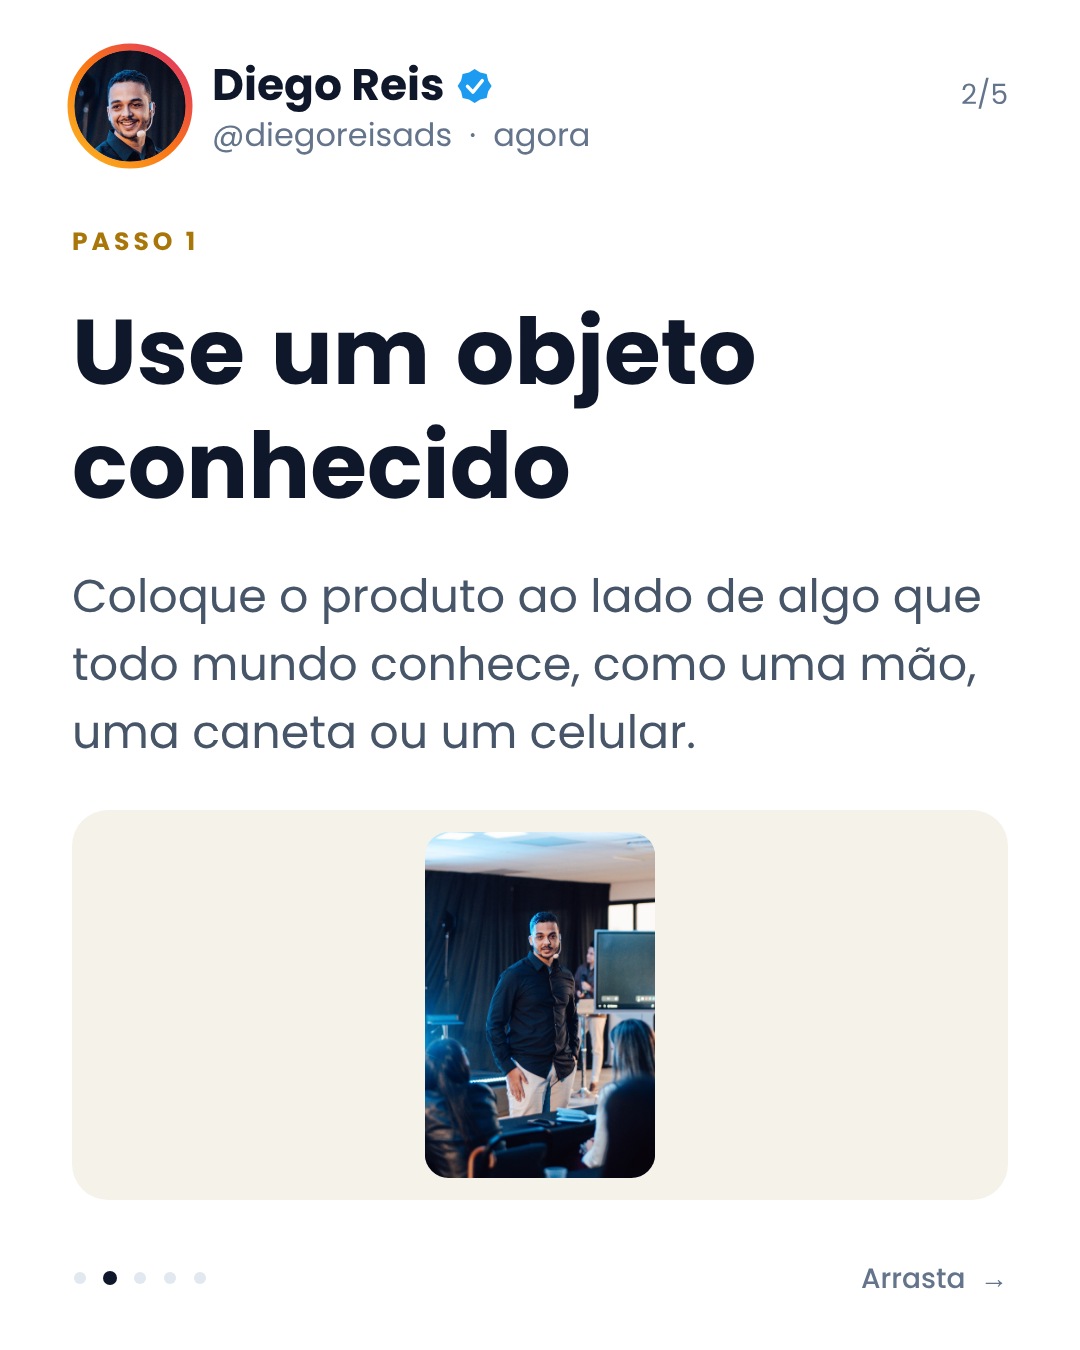 Diego Reis
2/5
@diegoreisads · agora
PASSO 1
Use um objeto
conhecido
Coloque o produto ao lado de algo que
todo mundo conhece, como uma mão,
uma caneta ou um celular.
Arrasta →